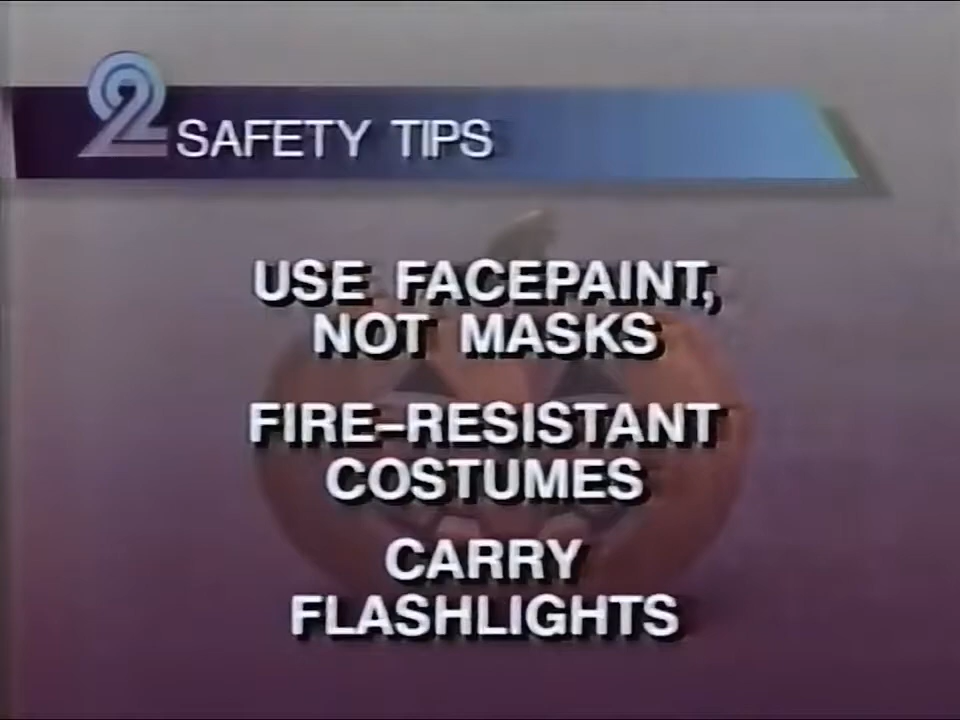 2 SAFETY TIPS
USE FACEPAINT,
NOT MASKS
FIRE-RESISTANT
COSTUMES
CARRY
FLASHLIGHTS